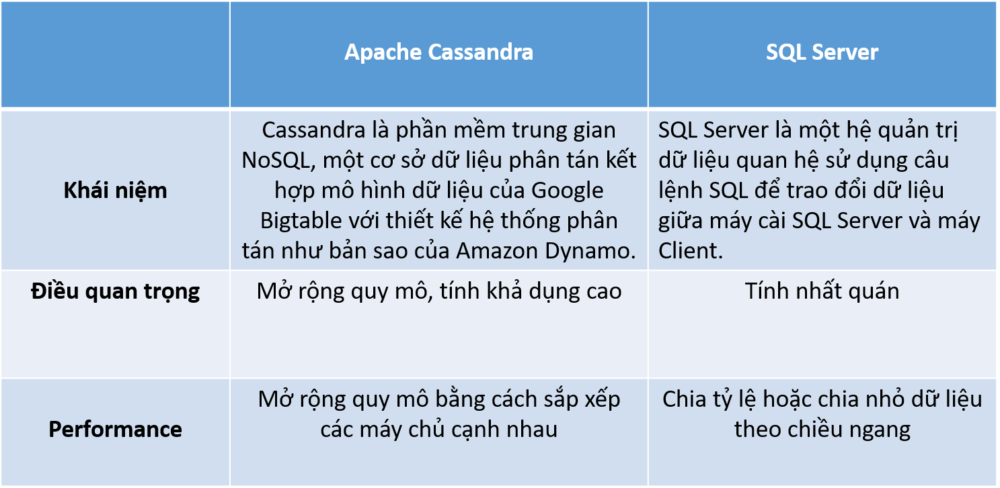 Apache Cassandra
SQL Server
Khái niệm
Cassandra là phần mềm trung gian
NoSQL, một cơ sở dữ liệu phân tán kết
hợp mô hình dữ liệu của Google
Bigtable với thiết kế hệ thống phân
tán như bản sao của Amazon Dynamo.
SQL Server là một hệ quản trị
dữ liệu quan hệ sử dụng câu
lệnh SQL để trao đổi dữ liệu
giữa máy cài SQL Server và máy
Client.
Điều quan trọng
Mở rộng quy mô, tính khả dụng cao
Tính nhất quán
Performance
Mở rộng quy mô bằng cách sắp xếp
các máy chủ cạnh nhau
Chia tỷ lệ hoặc chia nhỏ dữ liệu
theo chiều ngang